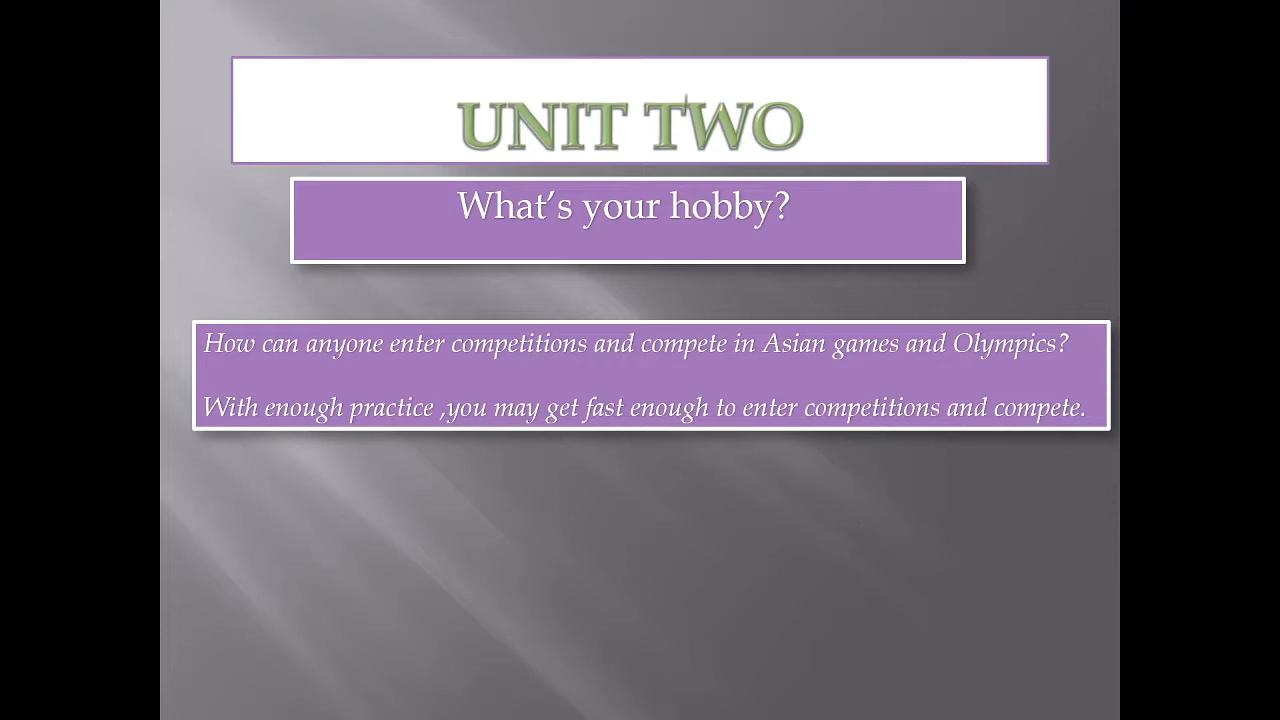 UNIT TWO
What’s your hobby?
How can anyone enter competitions and compete in Asian games and Olympics?
With enough practice ,you may get fast enough to enter competitions and compete.